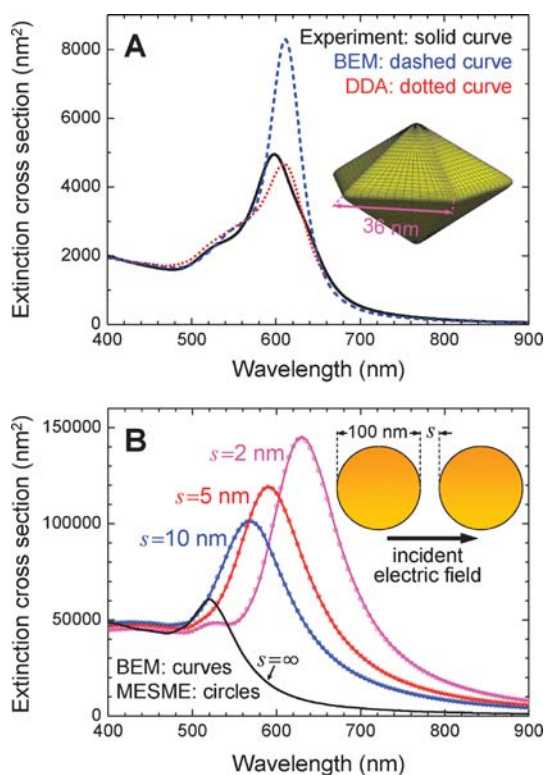 A
Experiment: solid curve
BEM: dashed curve
DDA: dotted curve
36 nm
Extinction cross section (nm²)
8000
6000
4000
2000
0
400 500 600 700 800 900
Wavelength (nm)
B
100 nm
s
s=2 nm
s=5 nm
s=10 nm
incident
electric field
s=∞
BEM: curves
MESME: circles
Extinction cross section (nm²)
150000
100000
50000
0
400 500 600 700 800 900
Wavelength (nm)